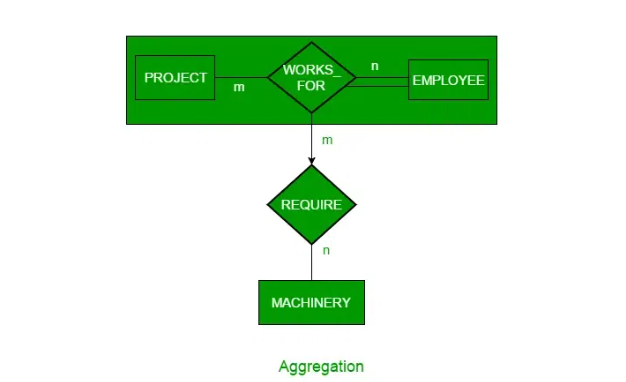 PROJECT
m
WORKS_
FOR
n
EMPLOYEE
m
REQUIRE
n
MACHINERY
Aggregation